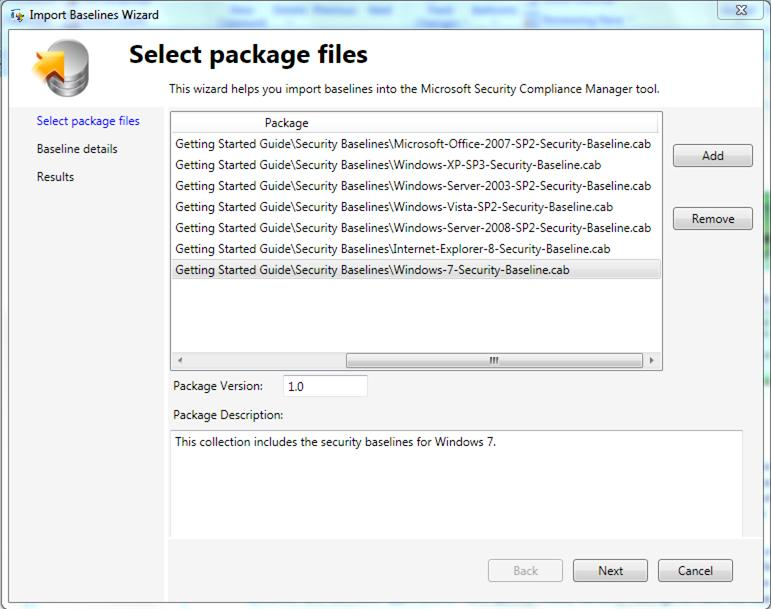 Import Baselines Wizard
Select package files
This wizard helps you import baselines into the Microsoft Security Compliance Manager tool.
Select package files
Baseline details
Results
Package
Getting Started Guide\Security Baselines\Microsoft-Office-2007-SP2-Security-Baseline.cab
Getting Started Guide\Security Baselines\Windows-XP-SP3-Security-Baseline.cab
Getting Started Guide\Security Baselines\Windows-Server-2003-SP2-Security-Baseline.cab
Getting Started Guide\Security Baselines\Windows-Vista-SP2-Security-Baseline.cab
Getting Started Guide\Security Baselines\Windows-Server-2008-SP2-Security-Baseline.cab
Getting Started Guide\Security Baselines\Internet-Explorer-8-Security-Baseline.cab
Getting Started Guide\Security Baselines\Windows-7-Security-Baseline.cab
Add
Remove
Package Version: 1.0
Package Description:
This collection includes the security baselines for Windows 7.
Back Next Cancel